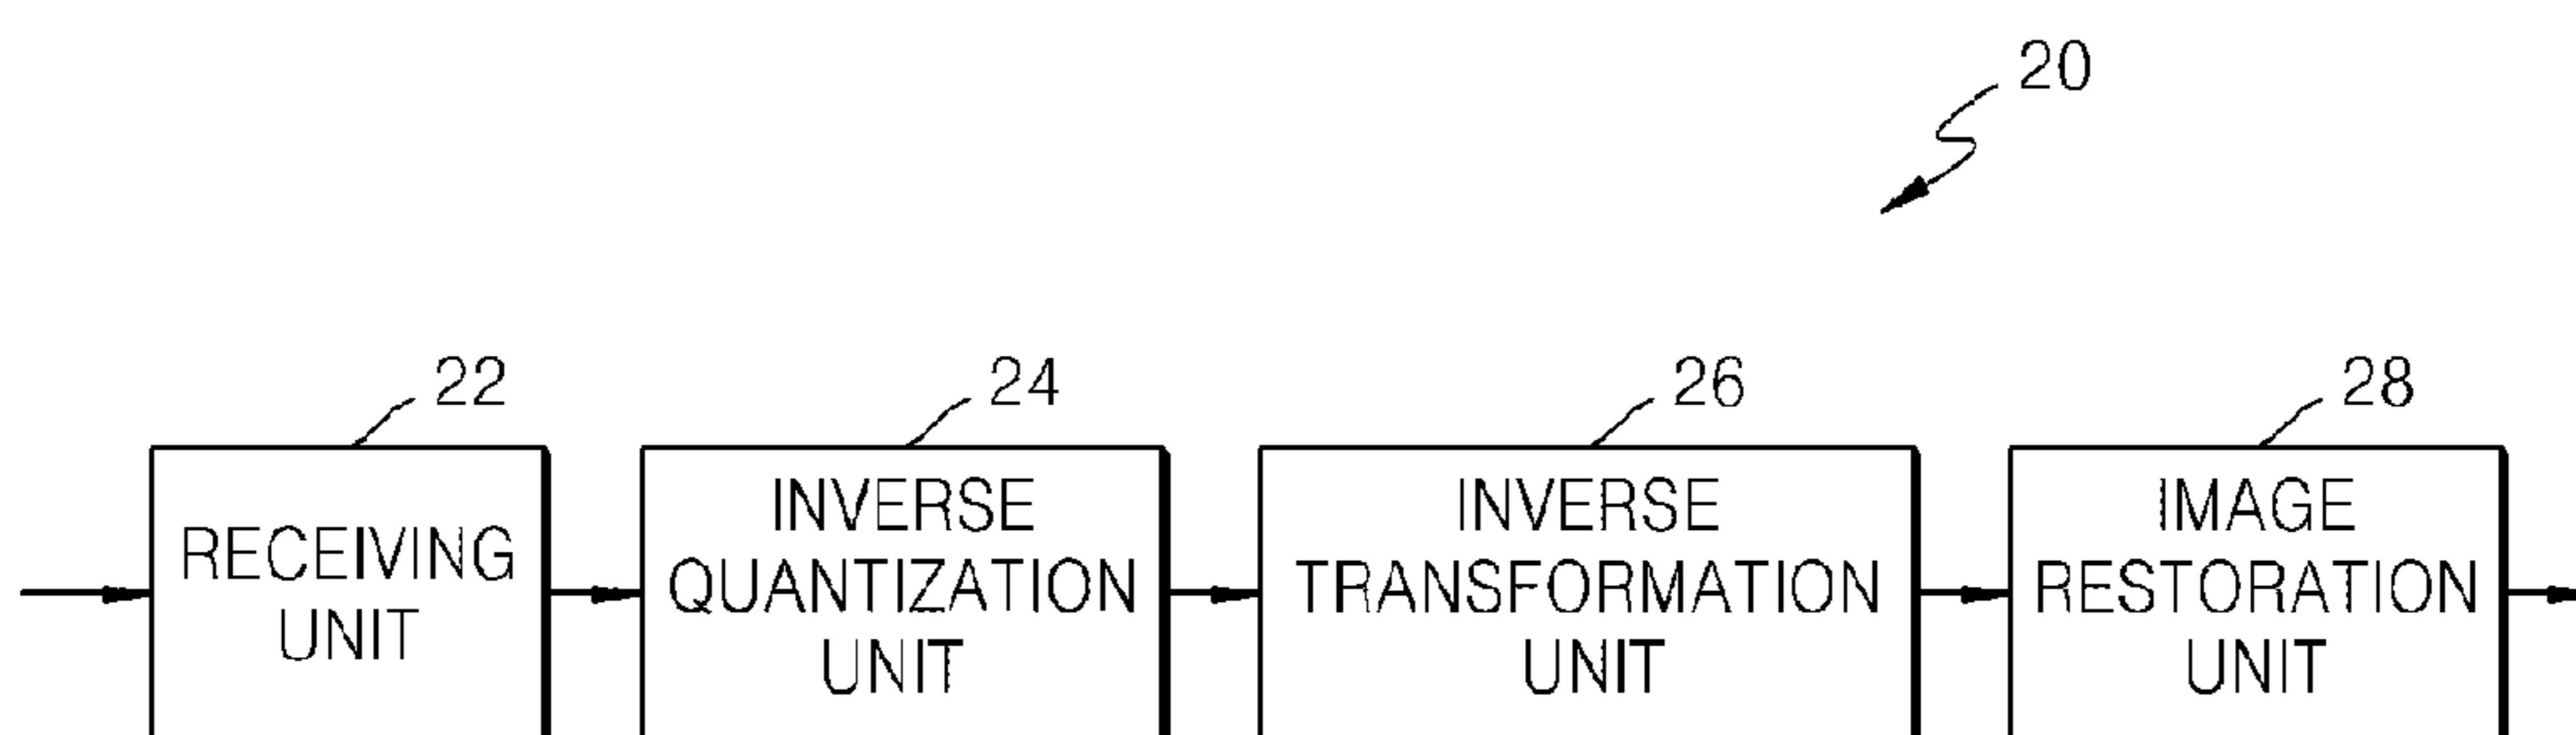 20
22
24
26
28
RECEIVING
UNIT
INVERSE
QUANTIZATION
UNIT
INVERSE
TRANSFORMATION
UNIT
IMAGE
RESTORATION
UNIT